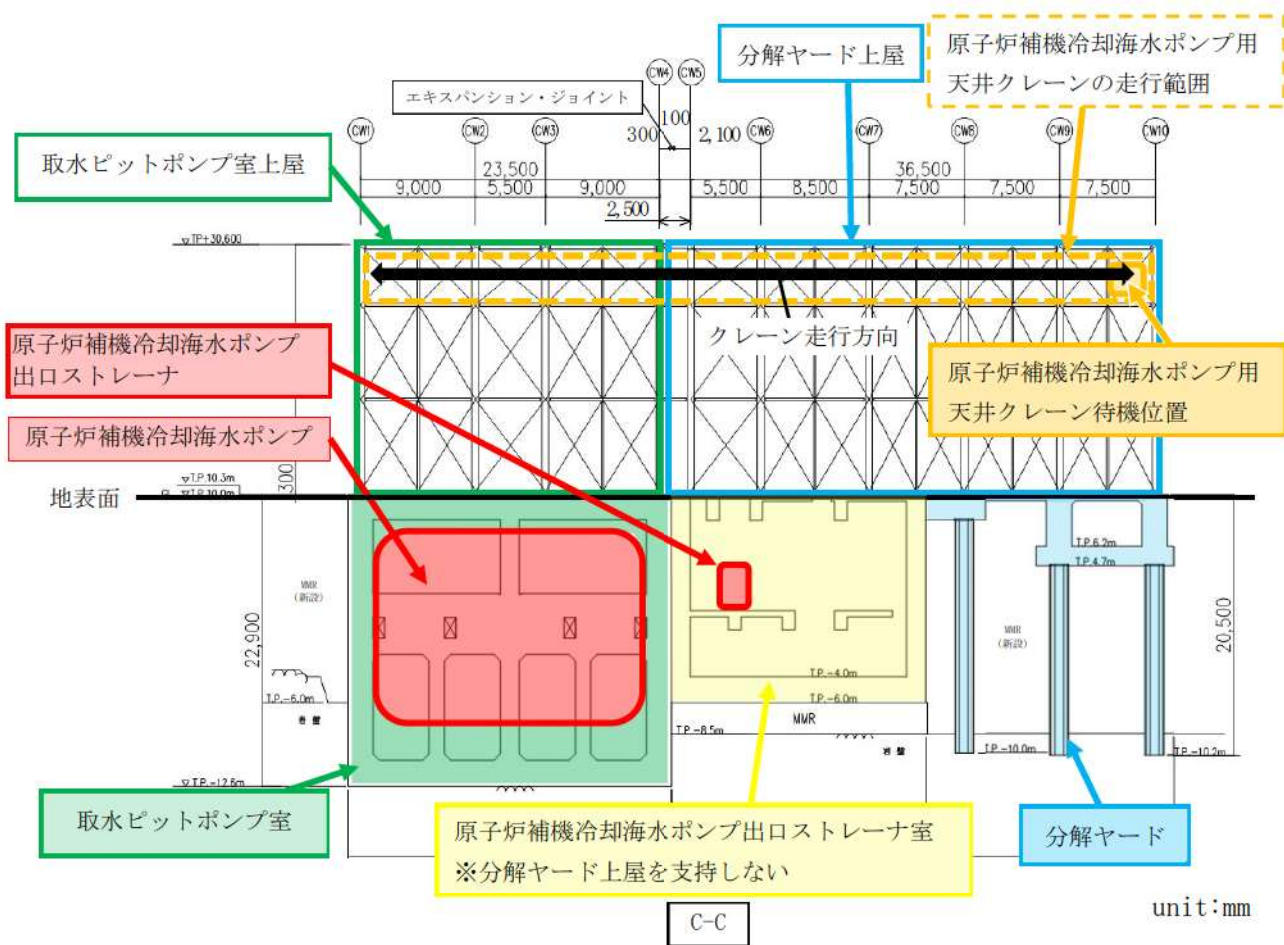 原子炉補機冷却海水ポンプ用
天井クレーンの走行範囲
分解ヤード上屋
CW4
CW5
エキスパンション・ジョイント
100
300
2,100
CW1
CW2
CW3
CW6
CW7
CW8
CW9
CW10
取水ピットポンプ室上屋
23,500
36,500
9,000
5,500
9,000
5,500
8,500
7,500
7,500
7,500
2,500
▽TP+30,600
クレーン走行方向
原子炉補機冷却海水ポンプ
出口ストレーナ
原子炉補機冷却海水ポンプ用
天井クレーン待機位置
原子炉補機冷却海水ポンプ
300
▽T.P.10.3m
▽T.P.10.0m
地表面
T.P.6.2m
T.P.4.7m
MMR
(新設)
MMR
(新設)
22,900
20,500
T.P.-4.0m
T.P.-6.0m
T.P.-6.0m
岩盤
MMR
T.P.-8.5m
岩盤
T.P.-10.0m
T.P.-10.2m
▽T.P.-12.6m
取水ピットポンプ室
原子炉補機冷却海水ポンプ出口ストレーナ室
※分解ヤード上屋を支持しない
分解ヤード
C-C
unit:mm